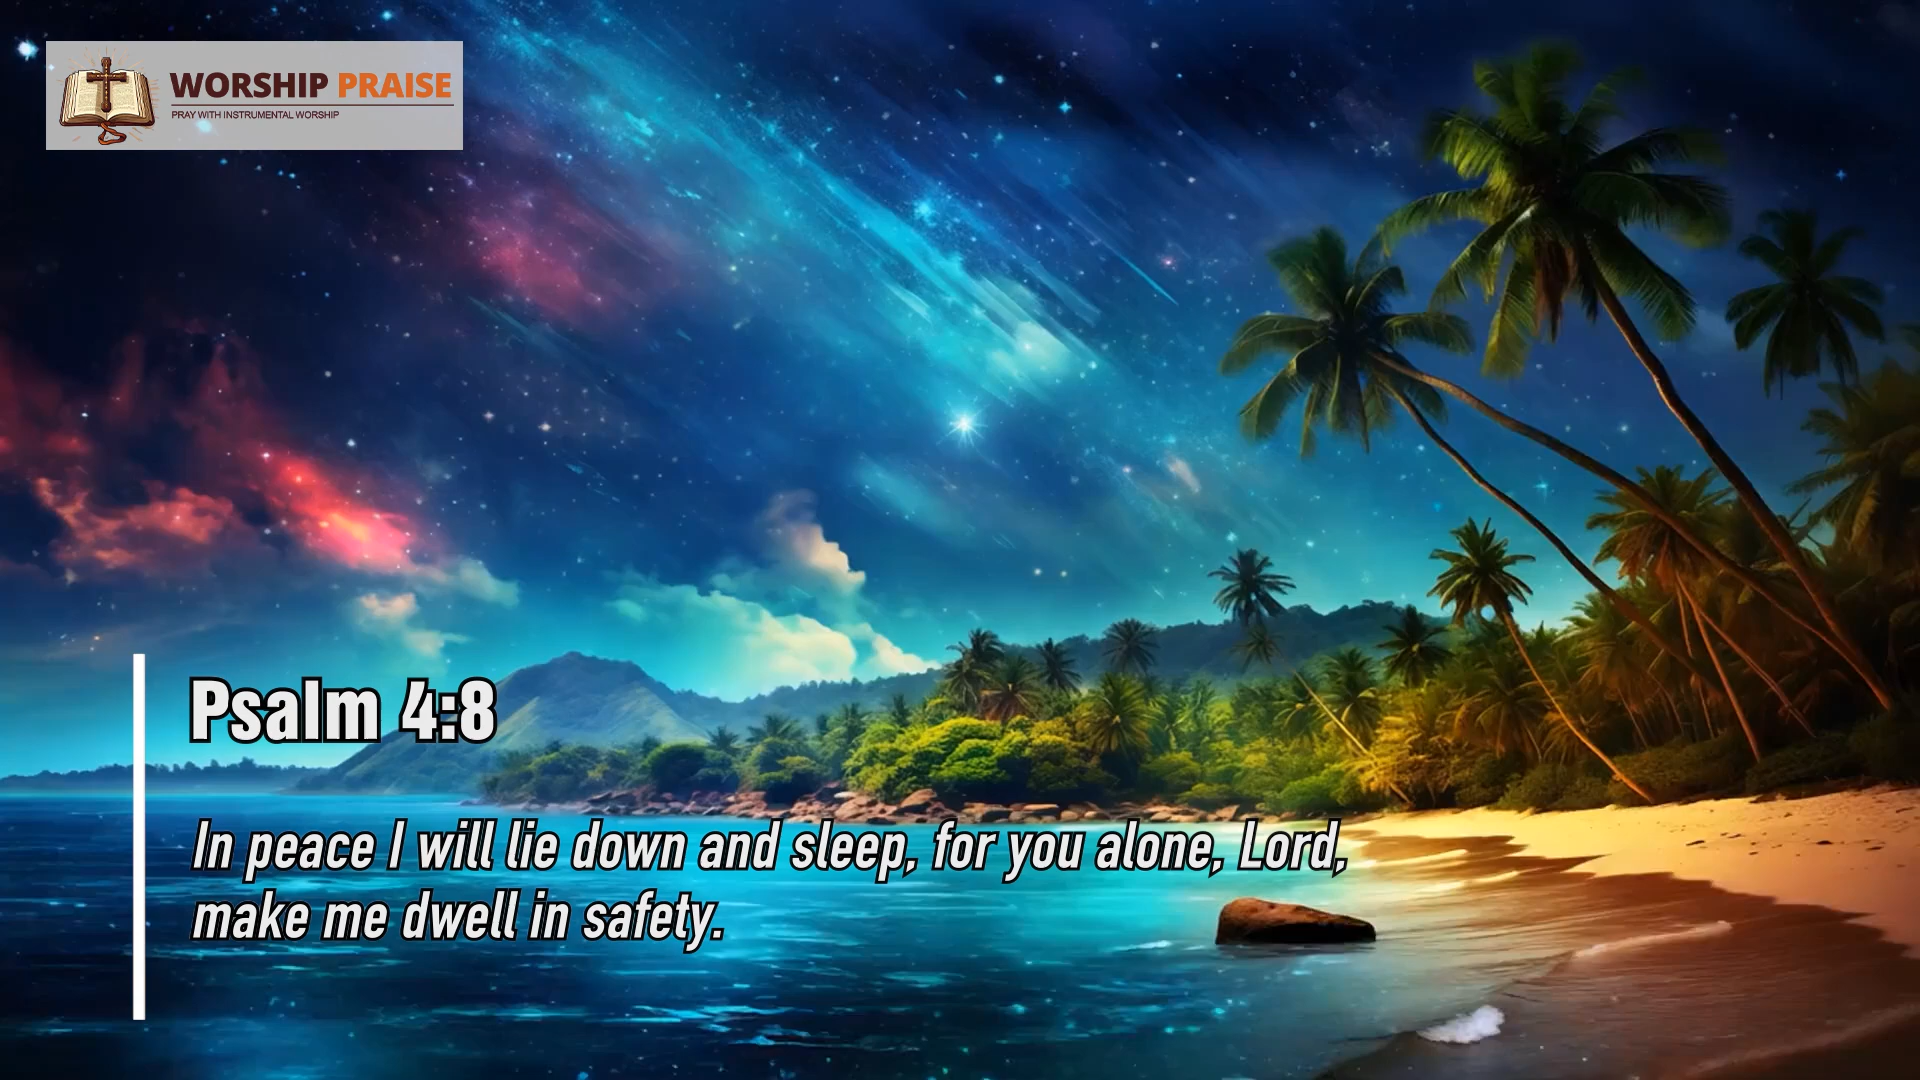 WORSHIP PRAISE
PRAY WITH INSTRUMENTAL WORSHIP
Psalm 4:8
In peace I will lie down and sleep, for you alone, Lord,
make me dwell in safety.